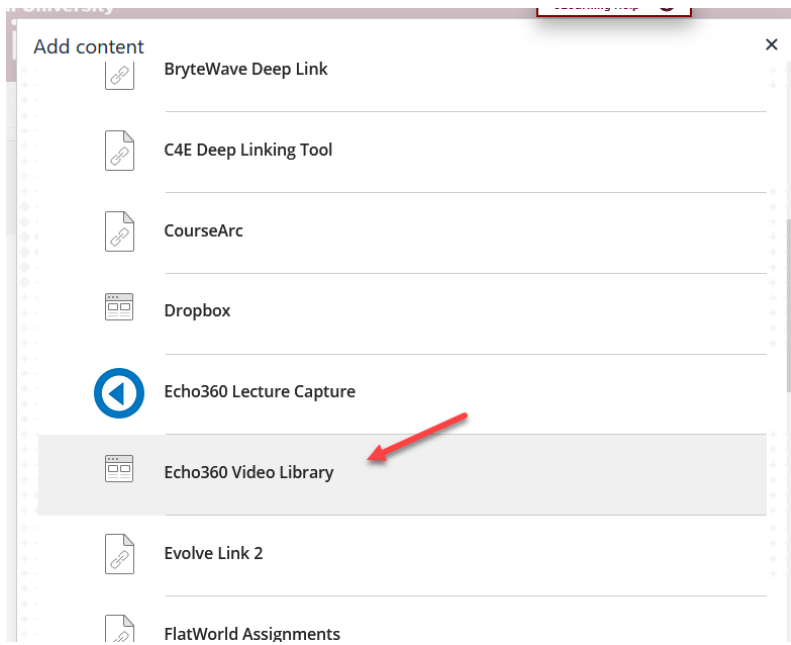 University
Add content
BryteWave Deep Link
C4E Deep Linking Tool
CourseArc
Dropbox
Echo360 Lecture Capture
Echo360 Video Library
Evolve Link 2
FlatWorld Assignments